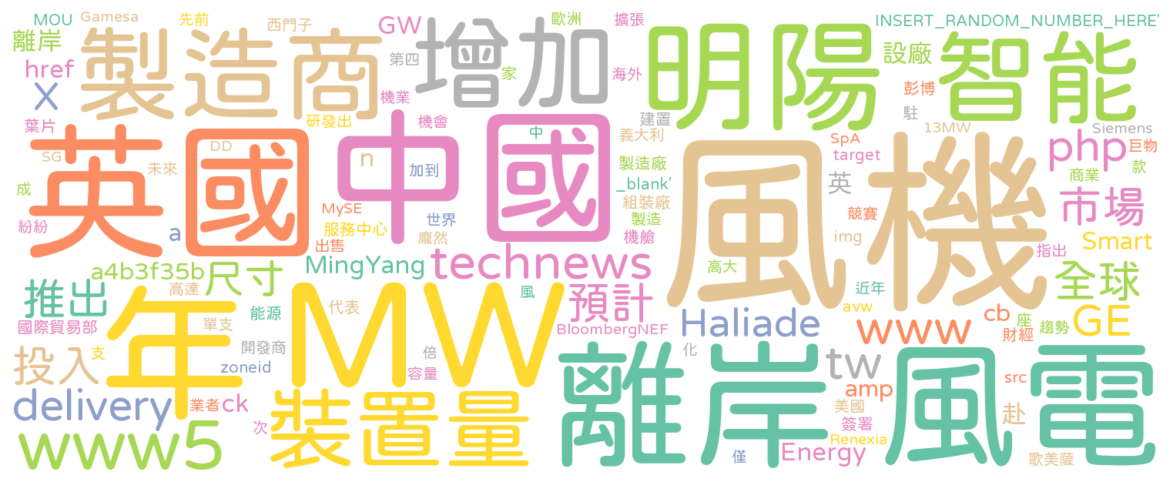 MOU Gamesa 先前 西門子 GW 歐洲 擴張 INSERT_RANDOM_NUMBER_HERE'
離岸 製造商 第四 增加 家 海外 明陽 設廠 智能
href 機業 彭博
X 研發出 機會 建置 駐
葉片 中 義大利 13MW Siemens
英國 中國 風機 SpA php 巨物
SG DD n 加到 製造廠 target 款
未來 _blank' 英 商業
成 MySE 世界 組裝廠 競賽 市場
紛紛 a 服務中心 龐然 製造 img
出售 機艙 指出 Smart
a4b3f35b 尺寸 MingYang technews 高大 全球
推出 高達 風 預計 近年
國際貿易部 年 單支 能源 代表 MW BloombergNEF Haliade avw www cb 座 趨勢 GE
財經
投入 支 開發商 倍 化 tw
zoneid 容量 離岸風電 amp src
delivery 業者 ck 裝置量 美國 赴
www5 次 簽署
Renexia
僅 Energy 歌美薩